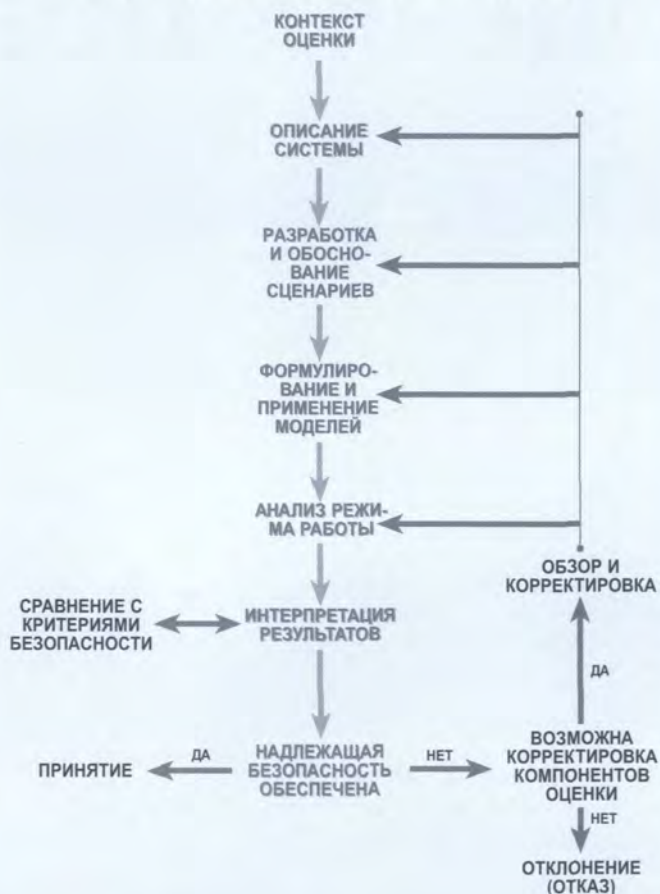 КОНТЕКСТ
ОЦЕНКИ
ОПИСАНИЕ
СИСТЕМЫ
РАЗРАБОТКА
И ОБОСНО-
ВАНИЕ
СЦЕНАРИЕВ
ФОРМУЛИРО-
ВАНИЕ И
ПРИМЕНЕНИЕ
МОДЕЛЕЙ
АНАЛИЗ РЕЖИ-
МА РАБОТЫ
ОБЗОР И
КОРРЕКТИРОВКА
СРАВНЕНИЕ С
КРИТЕРИЯМИ
БЕЗОПАСНОСТИ
ИНТЕРПРЕТАЦИЯ
РЕЗУЛЬТАТОВ
ДА
ПРИНЯТИЕ
ДА
НАДЛЕЖАЩАЯ
БЕЗОПАСНОСТЬ
ОБЕСПЕЧЕНА
НЕТ
ВОЗМОЖНА
КОРРЕКТИРОВКА
КОМПОНЕНТОВ
ОЦЕНКИ
НЕТ
ОТКЛОНЕНИЕ
(ОТКАЗ)